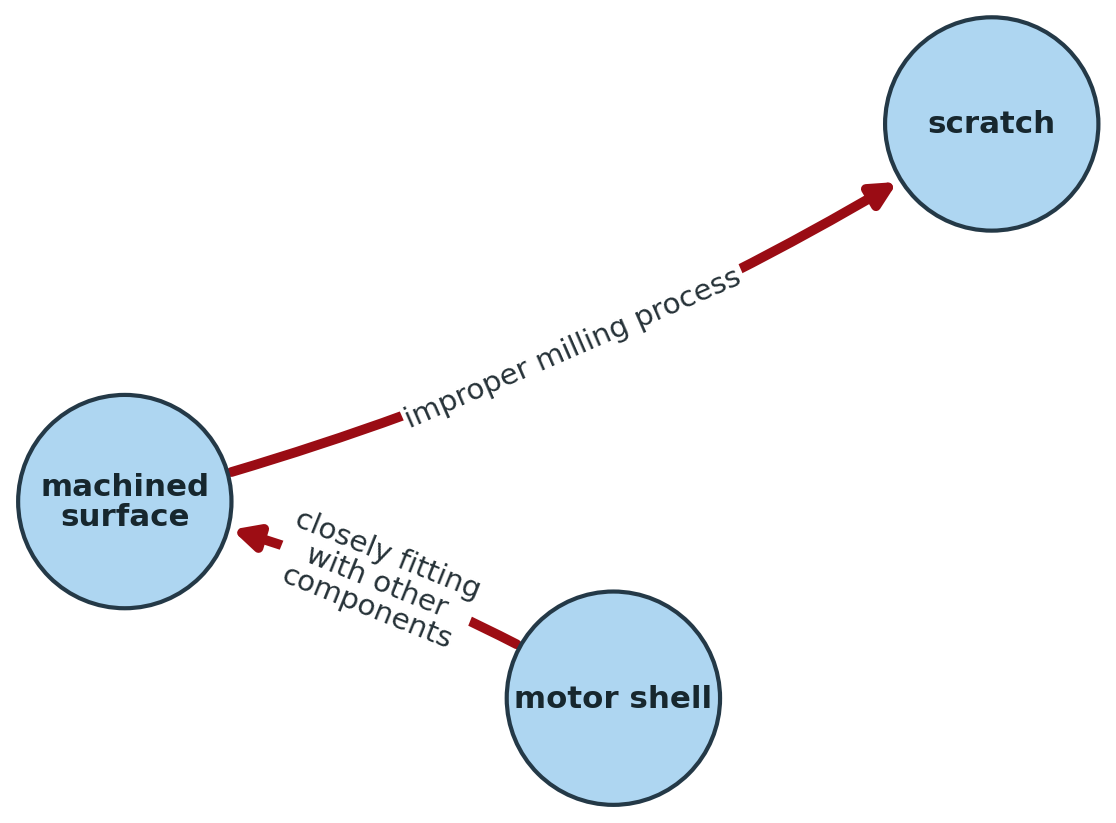 scratch
improper milling process
machined
surface
closely fitting
with other
components
motor shell